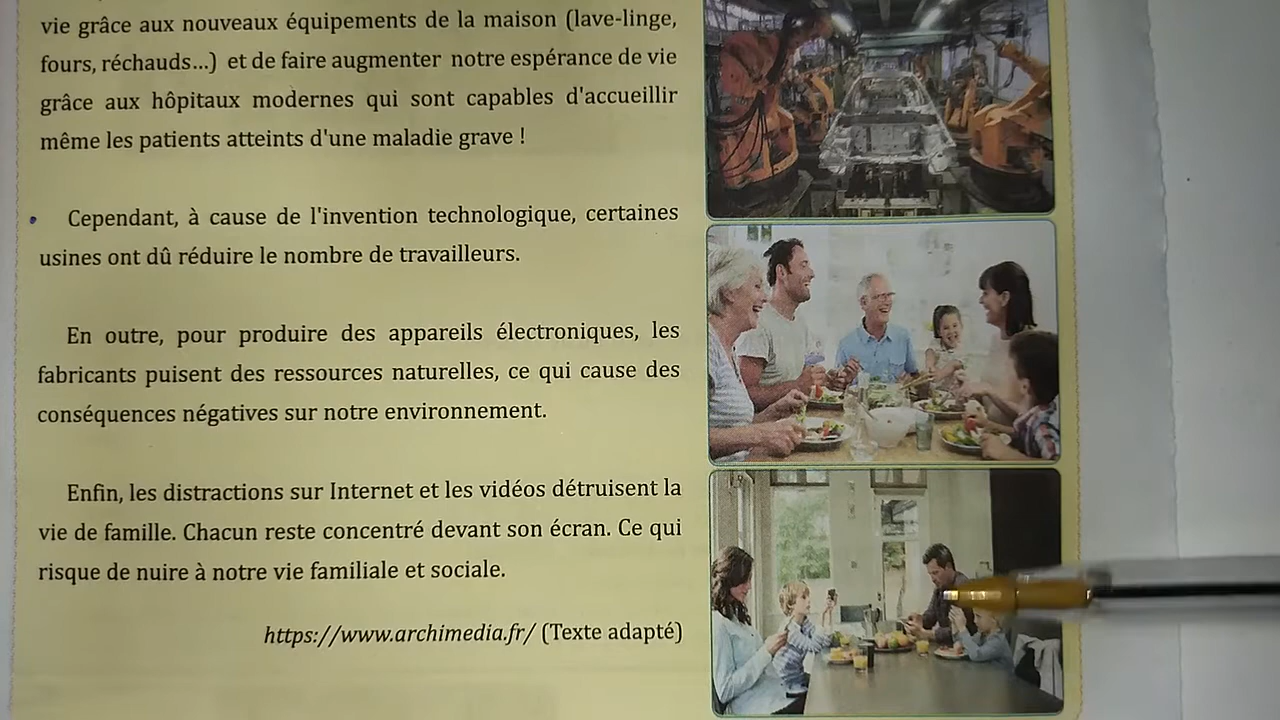 vie grâce aux nouveaux équipements de la maison (lave-linge,
fours, réchauds...) et de faire augmenter notre espérance de vie
grâce aux hôpitaux modernes qui sont capables d'accueillir
même les patients atteints d'une maladie grave !
Cependant, à cause de l'invention technologique, certaines
usines ont dû réduire le nombre de travailleurs.
En outre, pour produire des appareils électroniques, les
fabricants puisent des ressources naturelles, ce qui cause des
conséquences négatives sur notre environnement.
Enfin, les distractions sur Internet et les vidéos détruisent la
vie de famille. Chacun reste concentré devant son écran. Ce qui
risque de nuire à notre vie familiale et sociale.
https://www.archimedia.fr/ (Texte adapté)